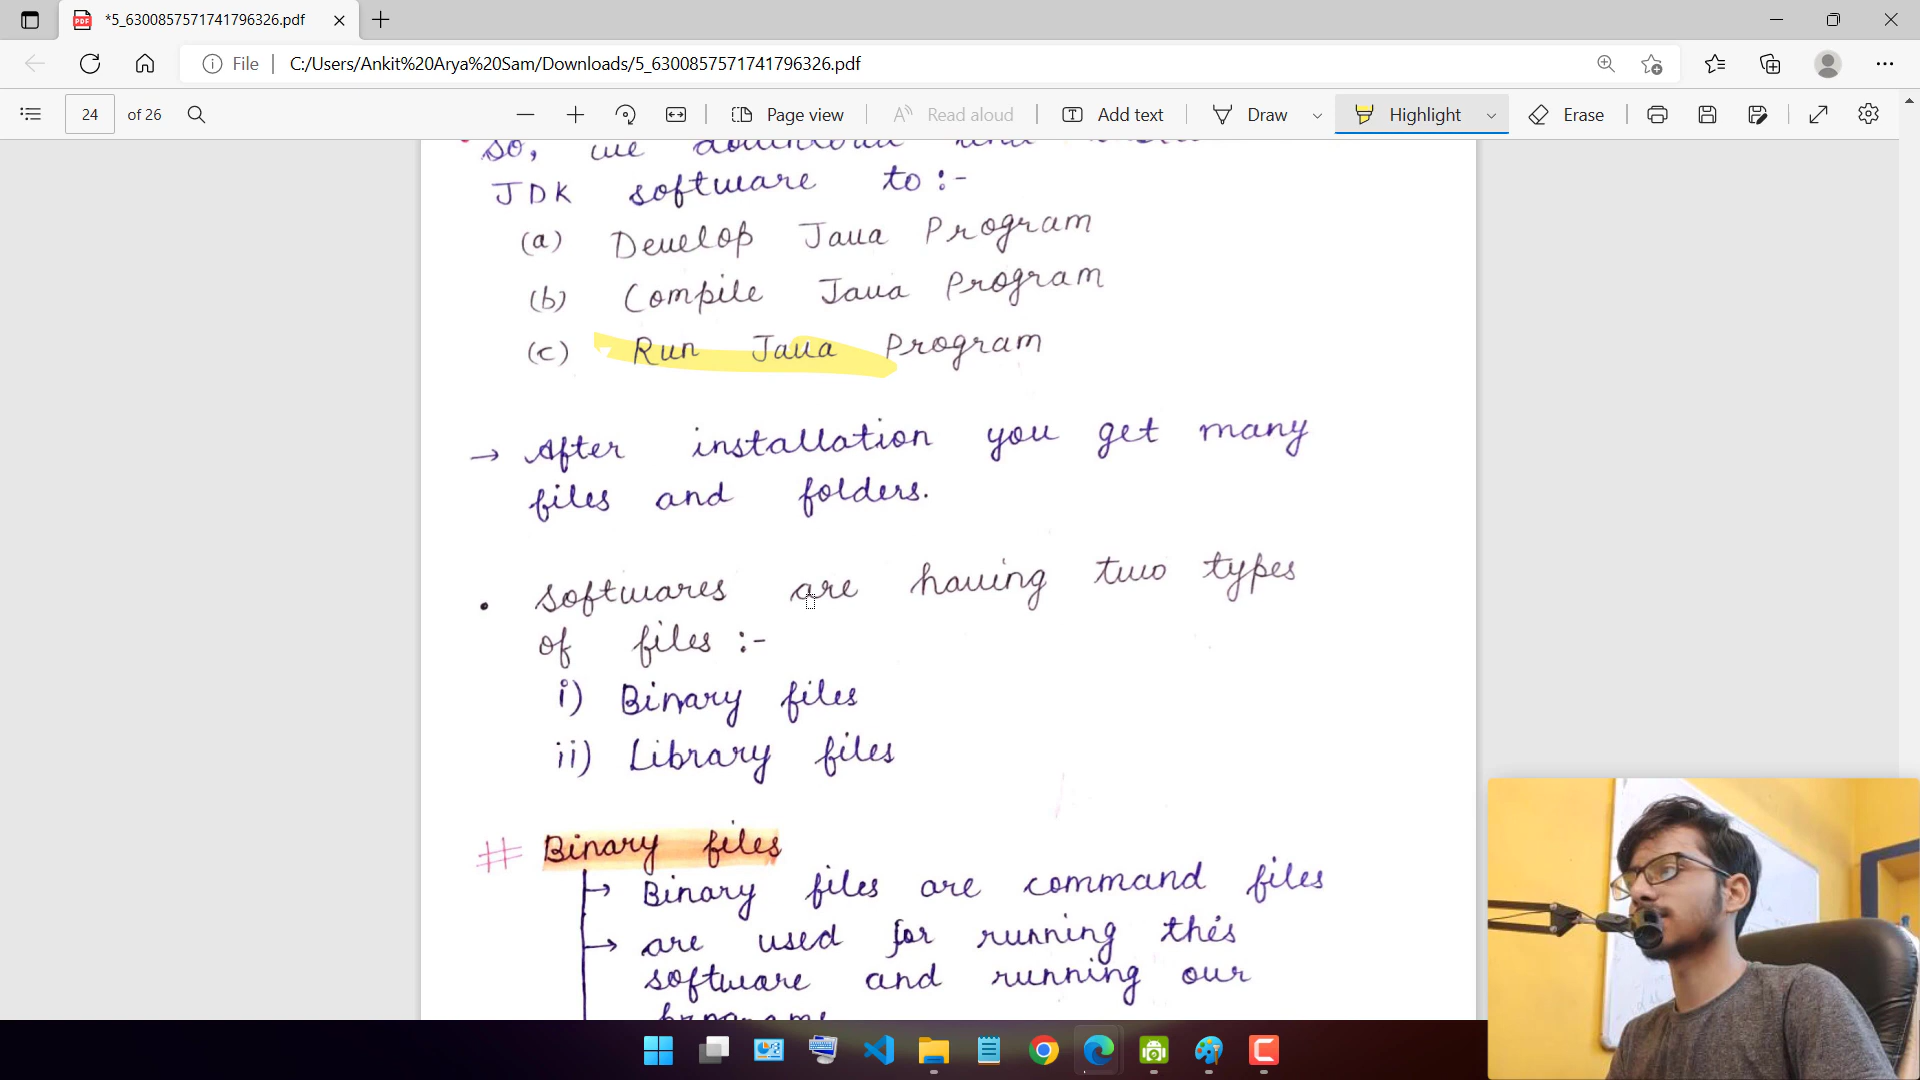 *5_6300857571741796326.pdf
File
C:/Users/Ankit%20Arya%20Sam/Downloads/5_6300857571741796326.pdf
24 of 26
Page view
Read aloud
Add text
Draw
Highlight
Erase
so, we
JDK software to :-
(a) Develop Java Program
(b) Compile Java Program
(c) Run Java Program
→ After installation you get many
files and folders.
• softwares are having two types
of files :-
i) Binary files
ii) Library files
# Binary files
→ Binary files are command files
→ are used for running this
software and running our